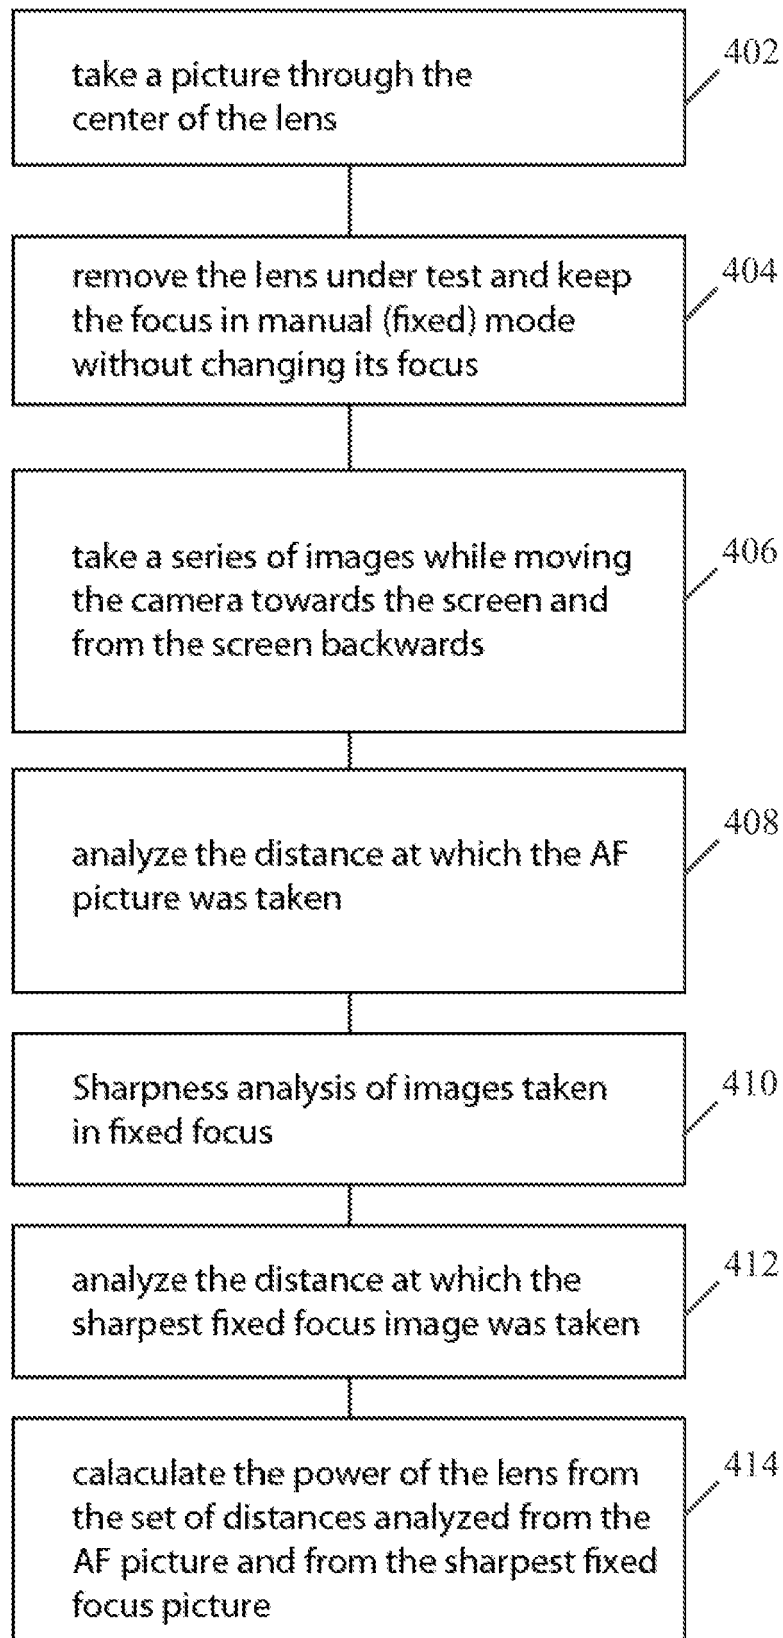 take a picture through the
center of the lens
402
remove the lens under test and keep
the focus in manual (fixed) mode
without changing its focus
404
take a series of images while moving
the camera towards the screen and
from the screen backwards
406
analyze the distance at which the AF
picture was taken
408
Sharpness analysis of images taken
in fixed focus
410
analyze the distance at which the
sharpest fixed focus image was taken
412
calaculate the power of the lens from
the set of distances analyzed from the
AF picture and from the sharpest fixed
focus picture
414